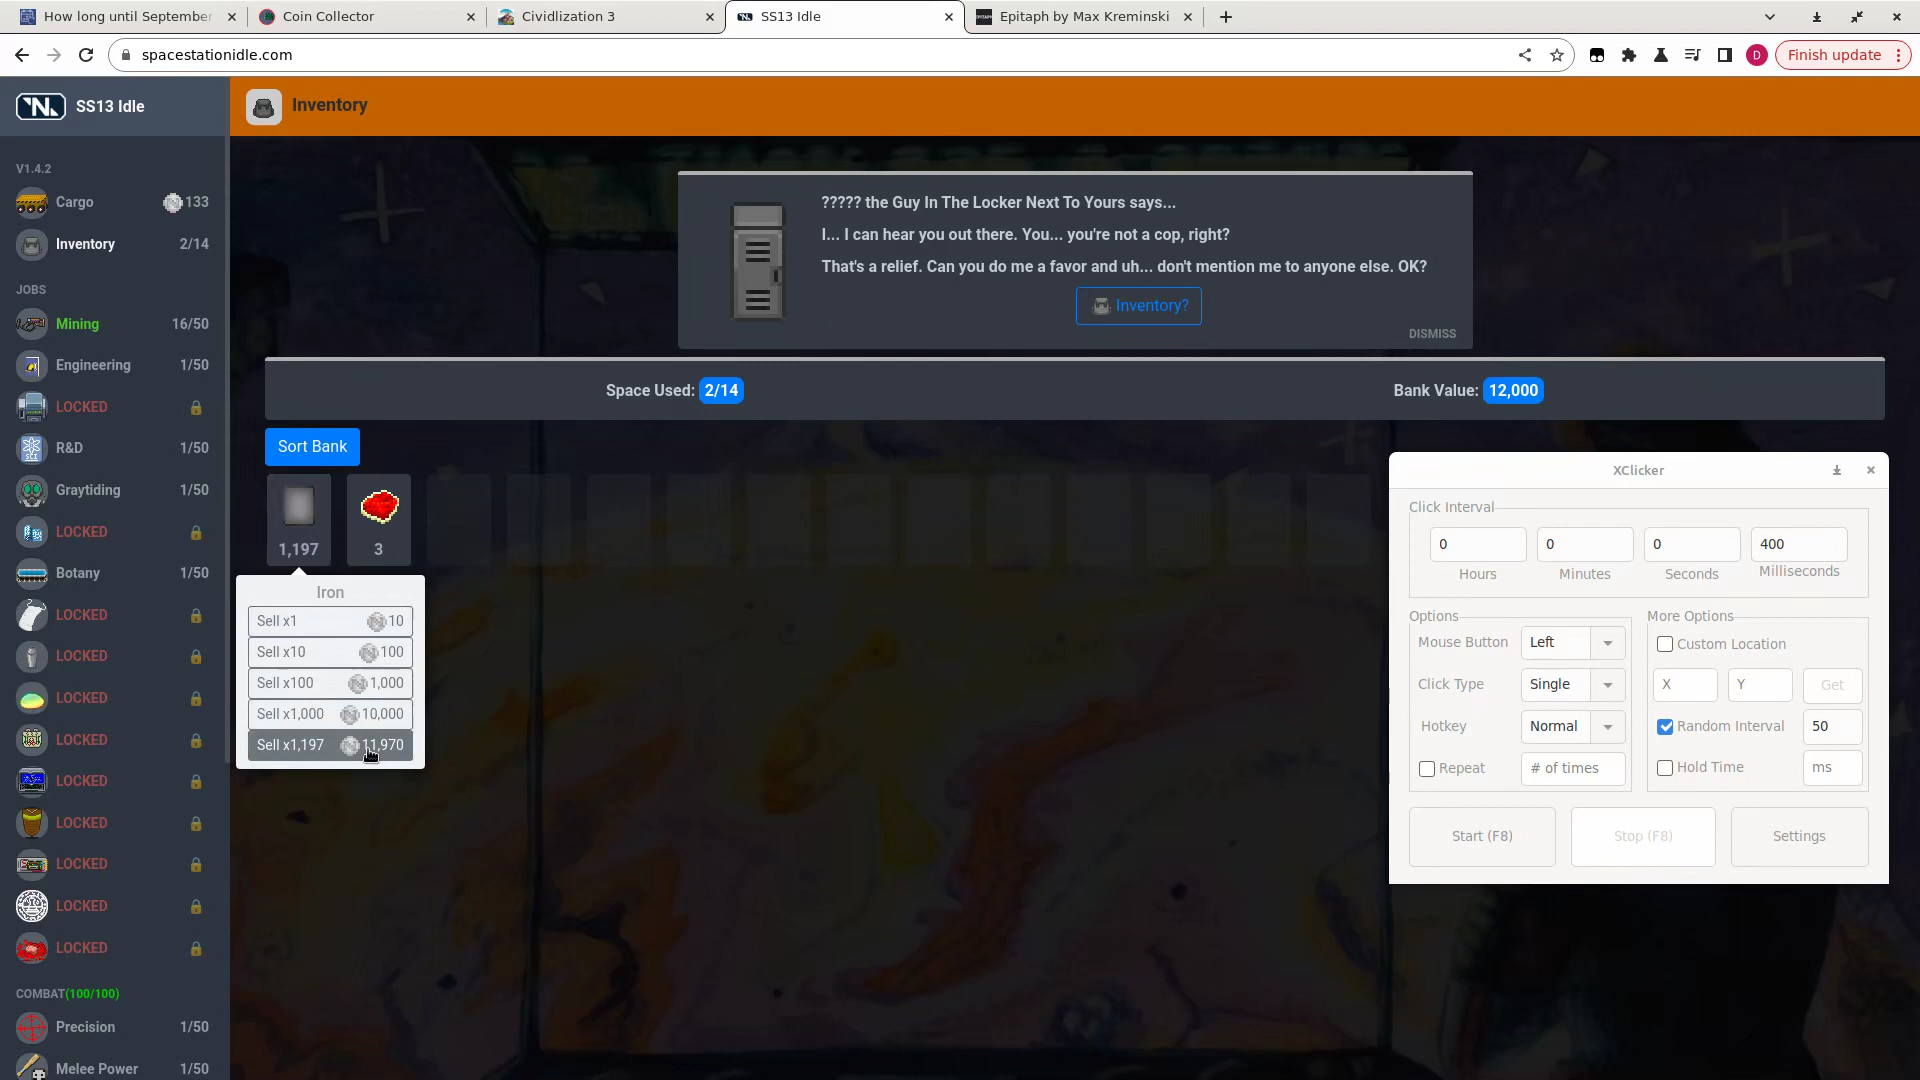 How long until September
Coin Collector
Cividlization 3
SS13 Idle
Epitaph by Max Kreminski
spacestationidle.com
D
Finish update
SS13 Idle
Inventory
V1.4.2
Cargo 133
Inventory 2/14
JOBS
Mining 16/50
Engineering 1/50
LOCKED
R&D 1/50
Graytiding 1/50
LOCKED
Botany 1/50
LOCKED
LOCKED
LOCKED
LOCKED
LOCKED
LOCKED
LOCKED
LOCKED
LOCKED
COMBAT(100/100)
Precision 1/50
Melee Power 1/50
????? the Guy In The Locker Next To Yours says...
I... I can hear you out there. You... you're not a cop, right?
That's a relief. Can you do me a favor and uh... don't mention me to anyone else. OK?
Inventory?
DISMISS
Space Used: 2/14
Bank Value: 12,000
Sort Bank
1,197
3
Iron
Sell x1 10
Sell x10 100
Sell x100 1,000
Sell x1,000 10,000
Sell x1,197 11,970
XClicker
Click Interval
0 0 0 400
Hours Minutes Seconds Milliseconds
Options
Mouse Button Left
Click Type Single
Hotkey Normal
Repeat # of times
More Options
Custom Location
X Y Get
Random Interval 50
Hold Time ms
Start (F8)
Stop (F8)
Settings